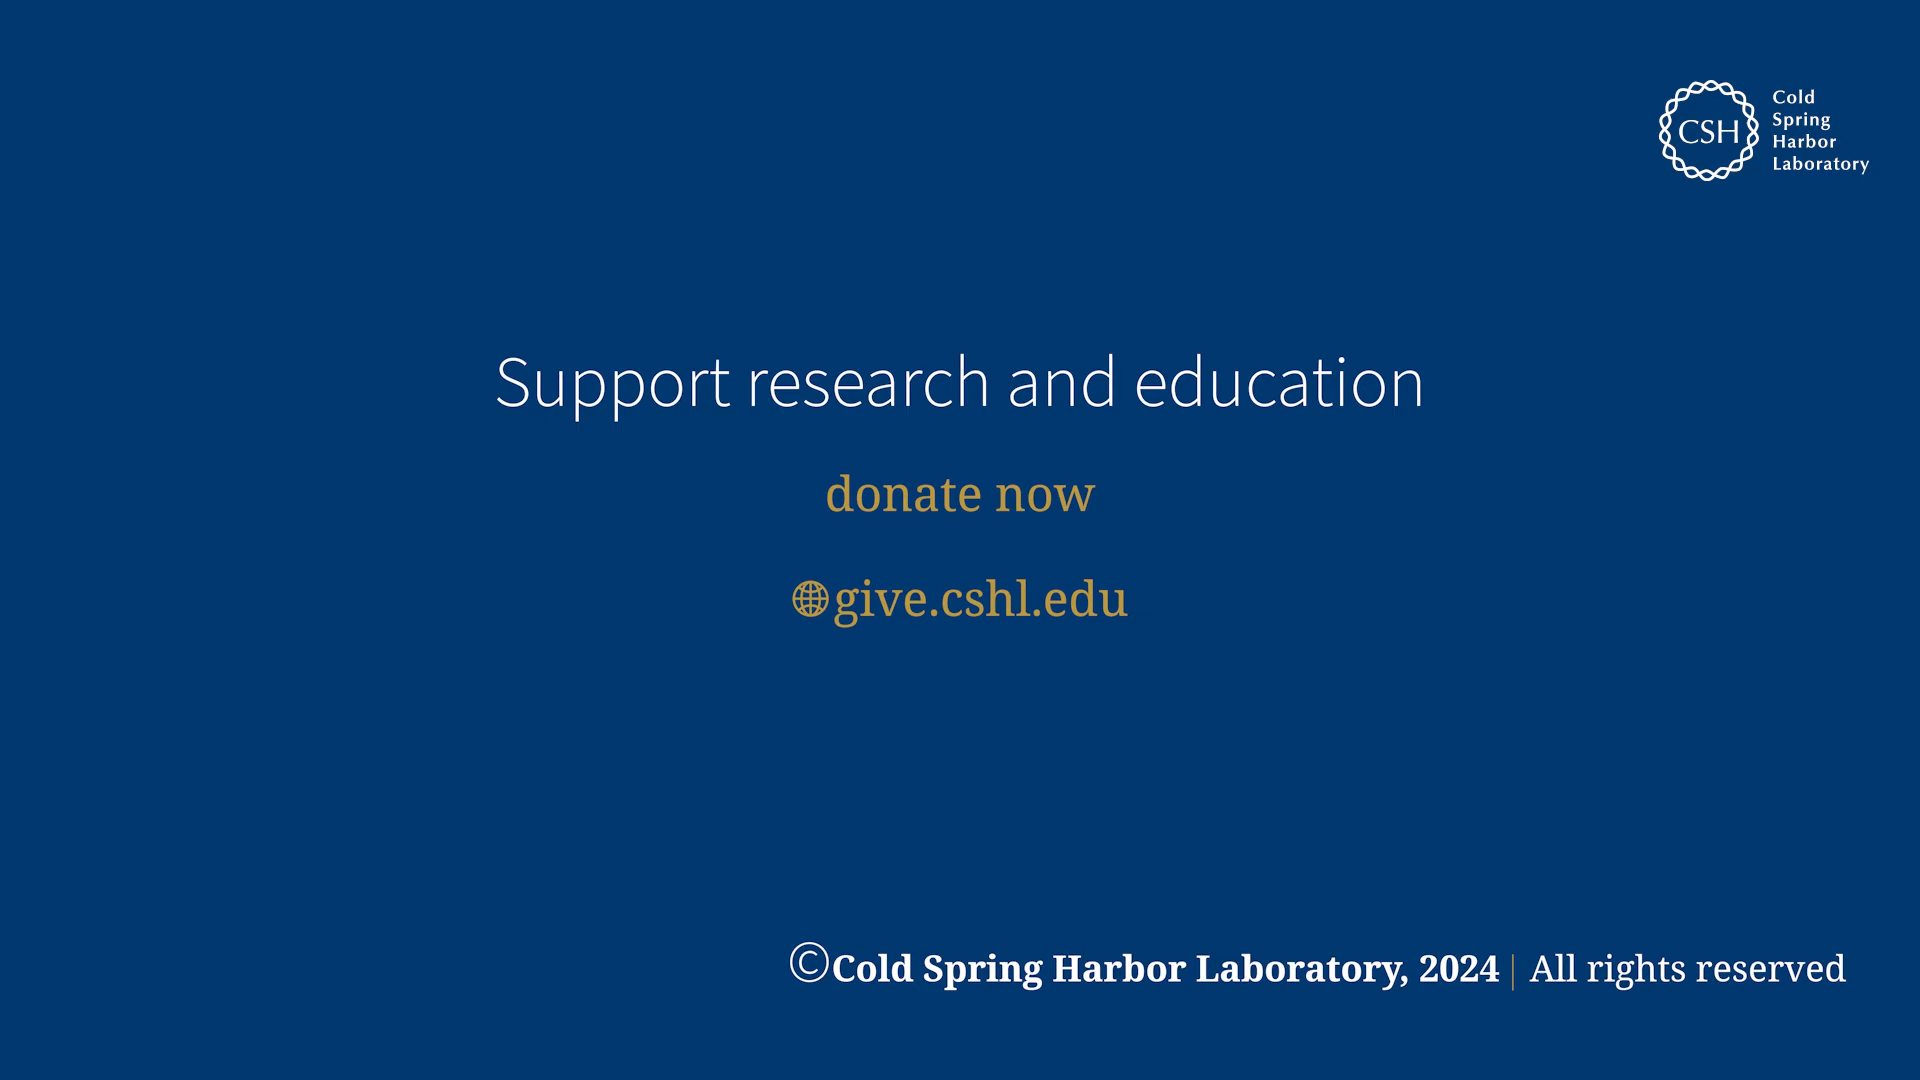 CSH
Cold
Spring
Harbor
Laboratory
Support research and education
donate now
give.cshl.edu
©Cold Spring Harbor Laboratory, 2024 | All rights reserved